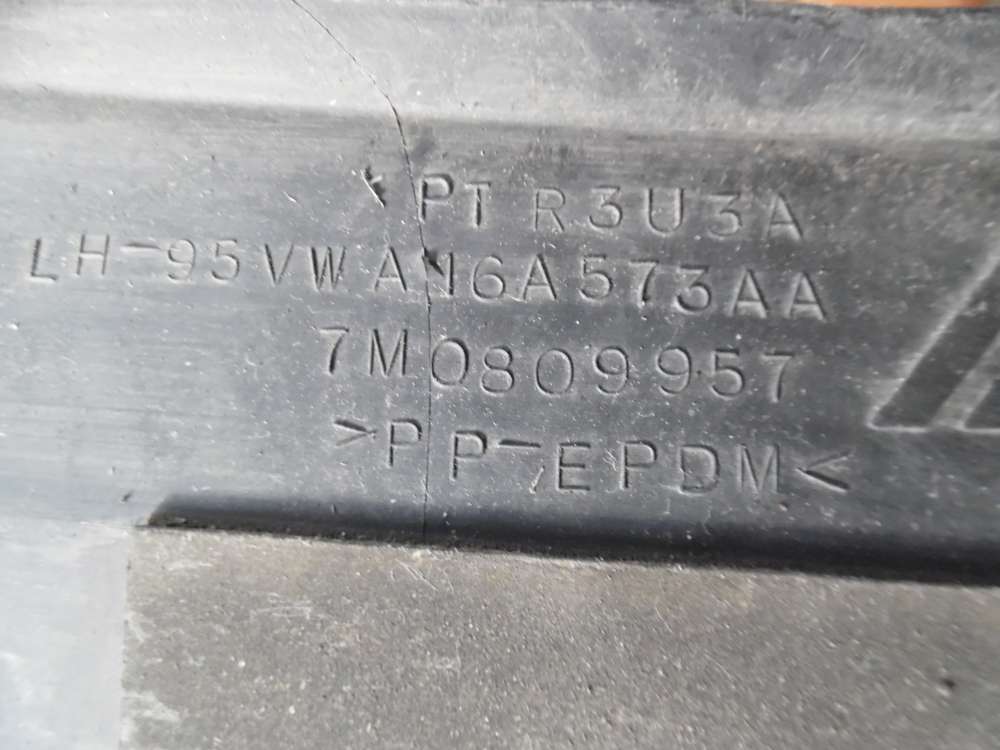 PT R3U3A
LH-95VWA16A573AA
7M0809957
>PP-EPDM<